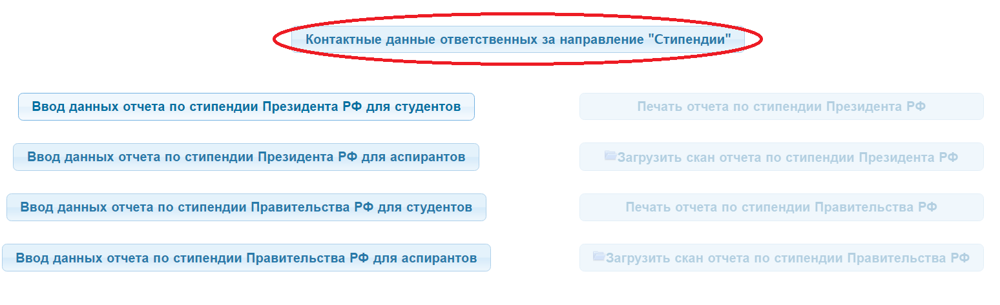 Контактные данные ответственных за направление "Стипендии"
Ввод данных отчета по стипендии Президента РФ для студентов
Печать отчета по стипендии Президента РФ
Ввод данных отчета по стипендии Президента РФ для аспирантов
Загрузить скан отчета по стипендии Президента РФ
Ввод данных отчета по стипендии Правительства РФ для студентов
Печать отчета по стипендии Правительства РФ
Ввод данных отчета по стипендии Правительства РФ для аспирантов
Загрузить скан отчета по стипендии Правительства РФ